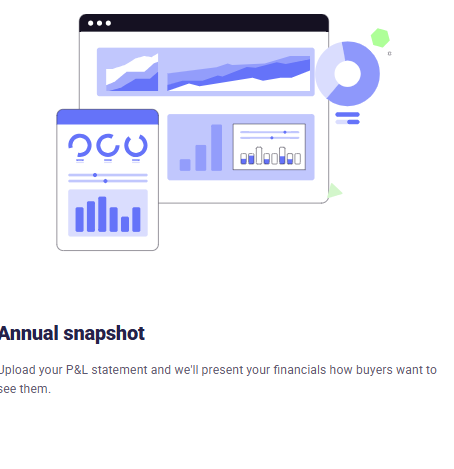 Annual snapshot
Upload your P&L statement and we'll present your financials how buyers want to
see them.